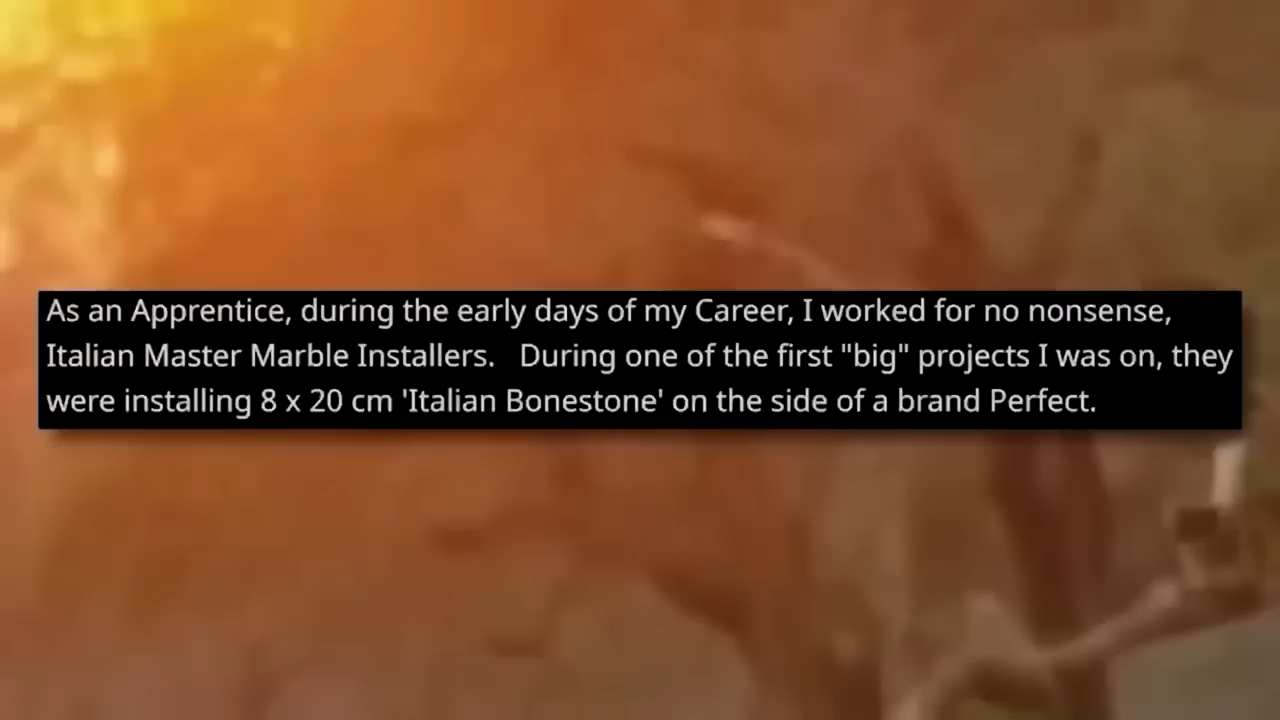 As an Apprentice, during the early days of my Career, I worked for no nonsense,
Italian Master Marble Installers.   During one of the first "big" projects I was on, they
were installing 8 x 20 cm 'Italian Bonestone' on the side of a brand Perfect.